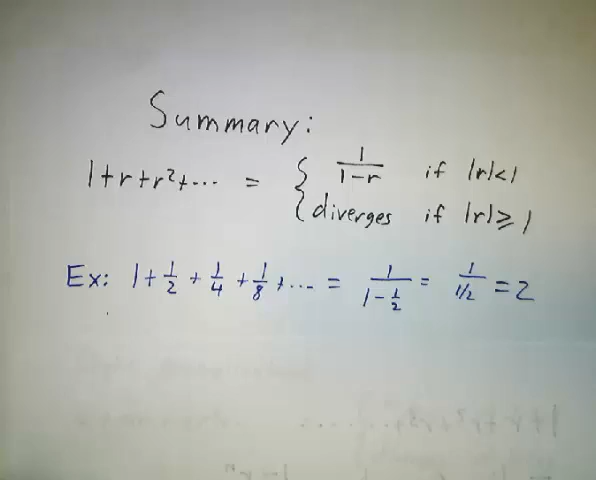 Summary:
1+r+r²+... = { 1/(1-r) if |r|<1
{ diverges if |r|≥1
Ex: 1+1/2+1/4+1/8+... = 1/(1-1/2) = 1/(1/2) = 2